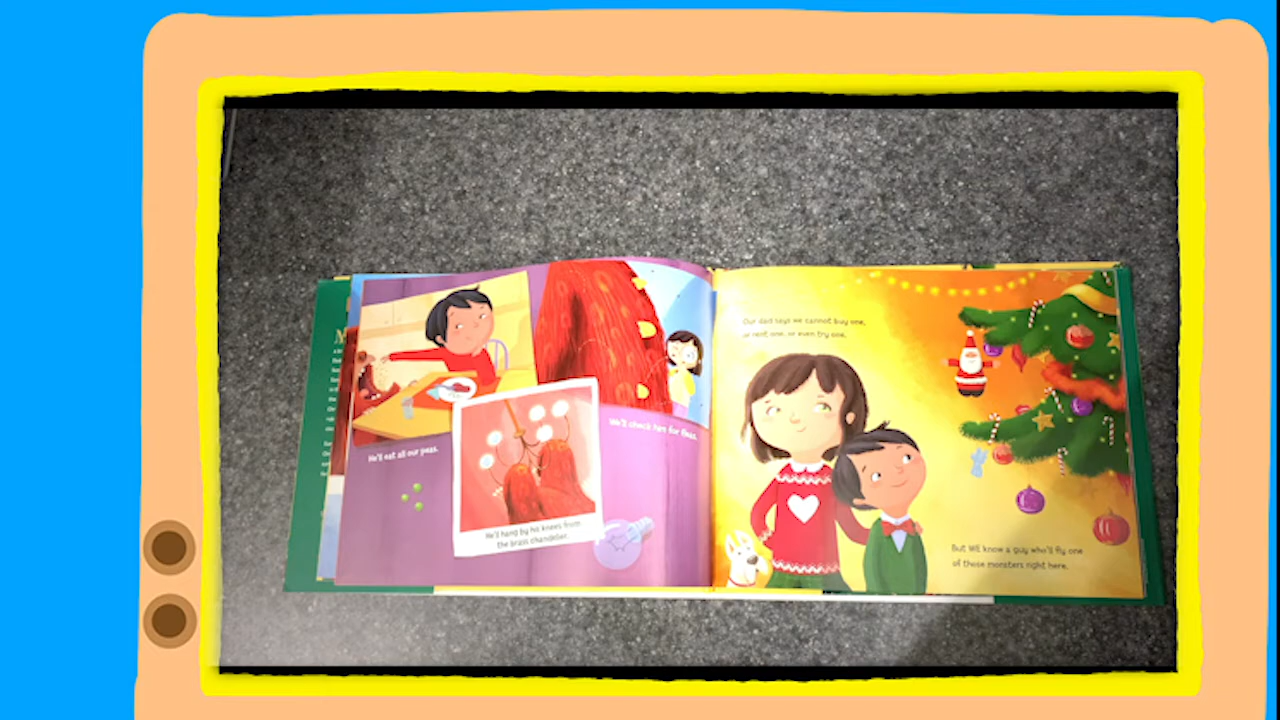 He'll eat all our peas.
We'll check him for fleas.
He'll hang by his knees from
the brass chandelier.
Our dad says we cannot buy one,
or rent one, or even try one.
But WE know a guy who'll fly one
of those monsters right here.